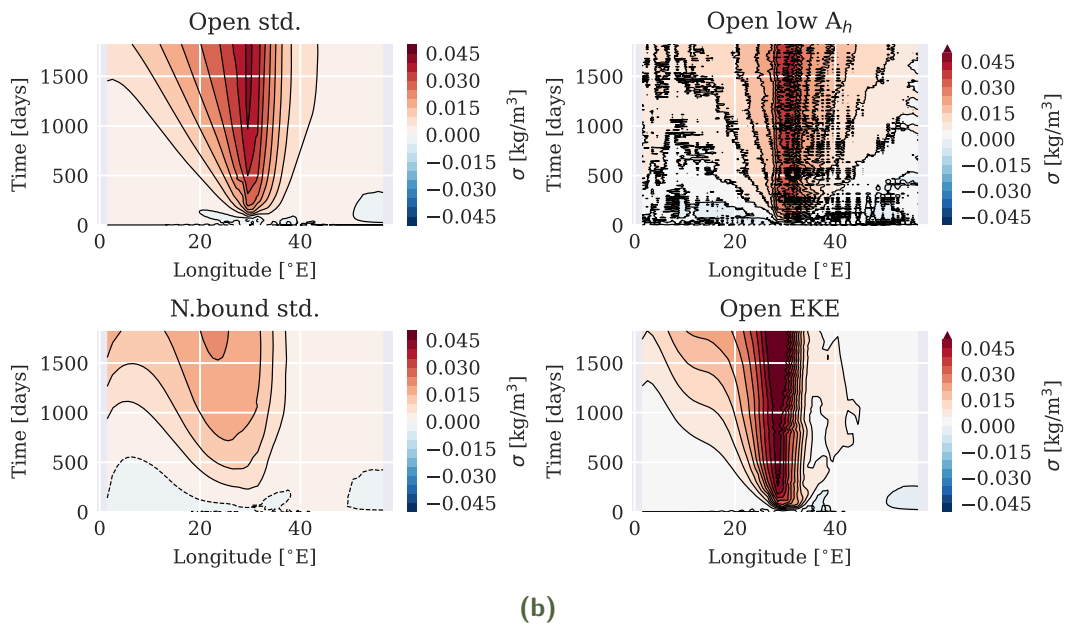 Open std.
Time [days]
1500
1000
500
0
0 20 40
Longitude [°E]
0.045
0.030
0.015
0.000
−0.015
−0.030
−0.045
σ [kg/m³]
Open low Aₕ
Time [days]
1500
1000
500
0
0 20 40
Longitude [°E]
0.045
0.030
0.015
0.000
−0.015
−0.030
−0.045
σ [kg/m³]
N.bound std.
Time [days]
1500
1000
500
0
0 20 40
Longitude [°E]
0.045
0.030
0.015
0.000
−0.015
−0.030
−0.045
σ [kg/m³]
Open EKE
Time [days]
1500
1000
500
0
0 20 40
Longitude [°E]
0.045
0.030
0.015
0.000
−0.015
−0.030
−0.045
σ [kg/m³]
(b)